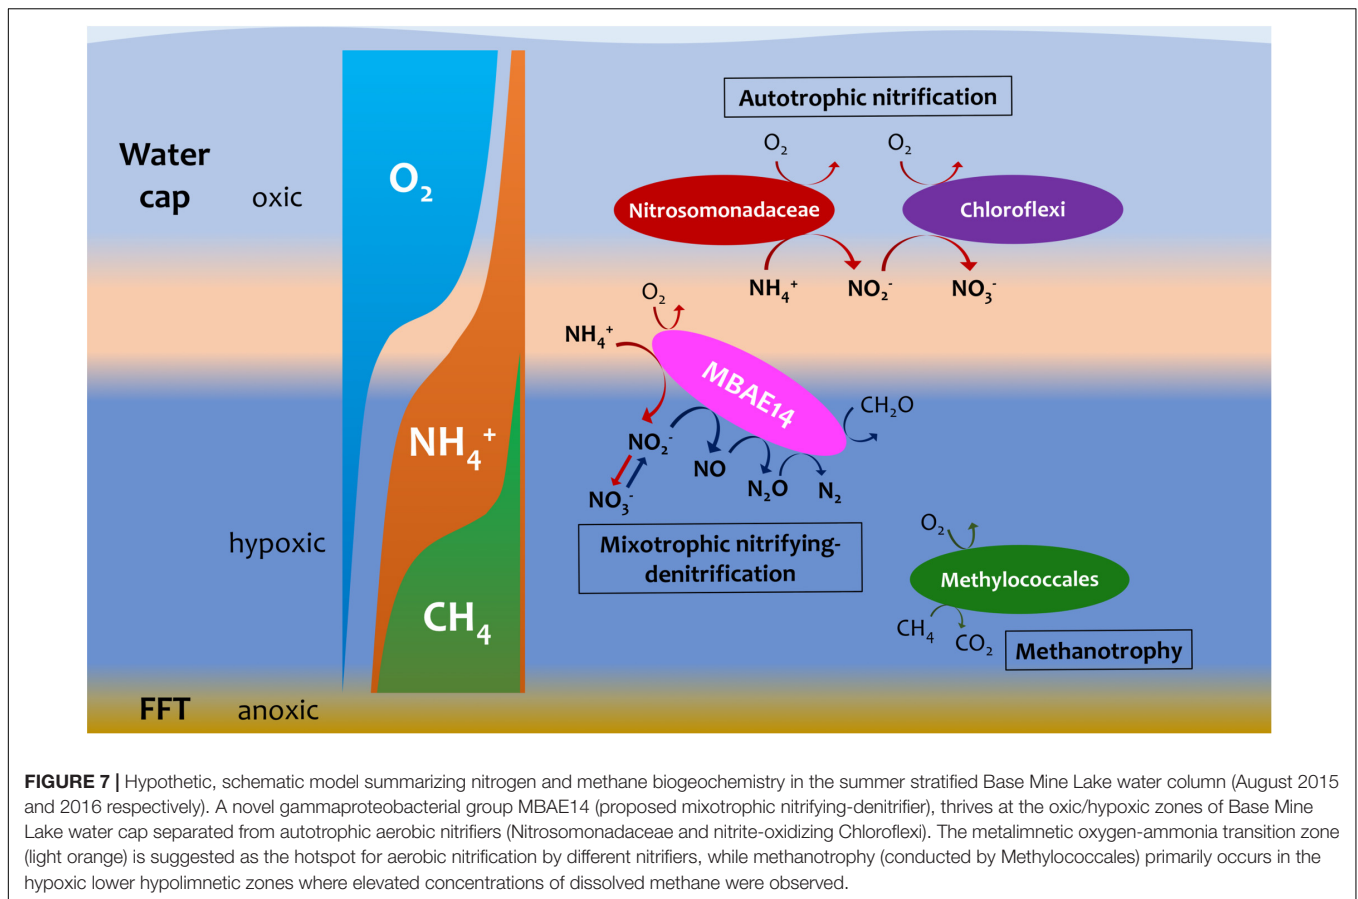 Autotrophic nitrification
Water
cap
oxic
O₂
O₂
O₂
Nitrosomonadaceae
Chloroflexi
NH₄⁺
NO₂⁻
NO₃⁻
O₂
NH₄⁺
MBAE14
CH₂O
NH₄⁺
NO₂⁻
NO
N₂O
N₂
NO₃⁻
hypoxic
Mixotrophic nitrifying-
denitrification
O₂
Methylococcales
CH₄
CH₄
CO₂
Methanotrophy
FFT
anoxic
FIGURE 7 | Hypothetic, schematic model summarizing nitrogen and methane biogeochemistry in the summer stratified Base Mine Lake water column (August 2015
and 2016 respectively). A novel gammaproteobacterial group MBAE14 (proposed mixotrophic nitrifying-denitrifier), thrives at the oxic/hypoxic zones of Base Mine
Lake water cap separated from autotrophic aerobic nitrifiers (Nitrosomonadaceae and nitrite-oxidizing Chloroflexi). The metalimnetic oxygen-ammonia transition zone
(light orange) is suggested as the hotspot for aerobic nitrification by different nitrifiers, while methanotrophy (conducted by Methylococcales) primarily occurs in the
hypoxic lower hypolimnetic zones where elevated concentrations of dissolved methane were observed.